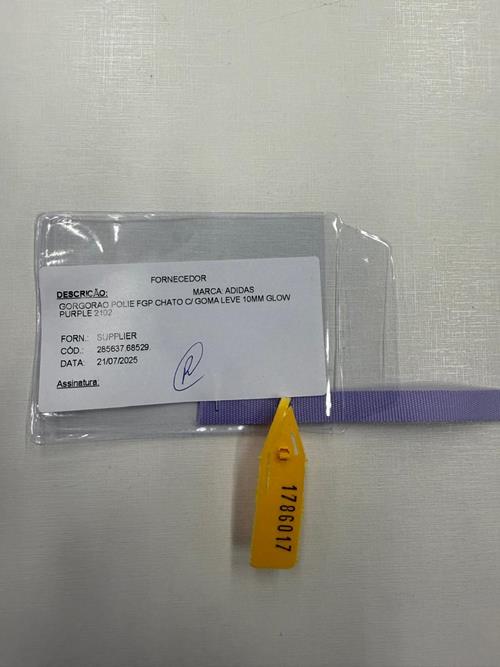 FORNECEDOR
DESCRIÇÃO: MARCA: ADIDAS
GORGORAO POLIE FGP CHATO C/ GOMA LEVE 10MM GLOW
PURPLE 2102
FORN.: SUPPLIER
CÓD.: 285637.68529.
DATA: 21/07/2025
Assinatura:
1786017